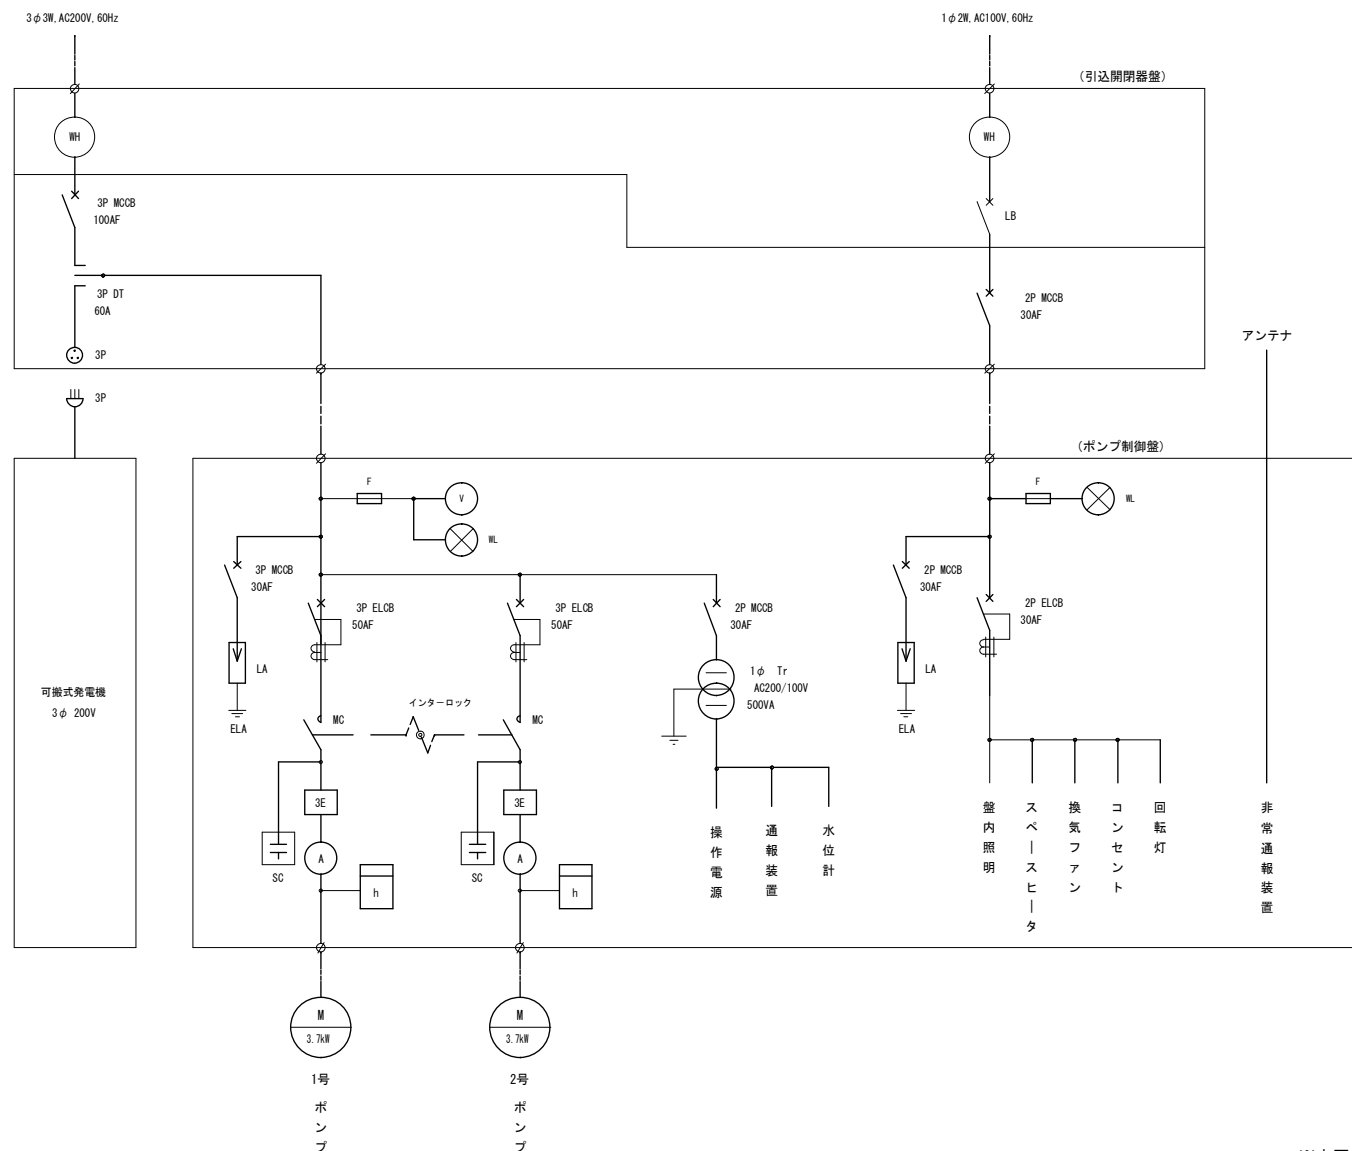 3φ3W, AC200V, 60Hz
1φ2W, AC100V, 60Hz
(引込開閉器盤)
WH
WH
3P MCCB
100AF
LB
3P DT
60A
2P MCCB
30AF
3P
アンテナ
3P
(ポンプ制御盤)
F
V
WL
F
WL
3P MCCB
30AF
3P ELCB
50AF
3P ELCB
50AF
2P MCCB
30AF
2P MCCB
30AF
2P ELCB
30AF
LA
ELA
1φ Tr
AC200/100V
500VA
LA
ELA
可搬式発電機
3φ 200V
MC
インターロック
MC
3E
3E
SC
A
h
SC
A
h
操作電源
通報装置
水位計
盤内照明
スペースヒータ
換気ファン
コンセント
回転灯
非常通報装置
M
3.7kW
M
3.7kW
1号
ポンプ
2号
ポンプ